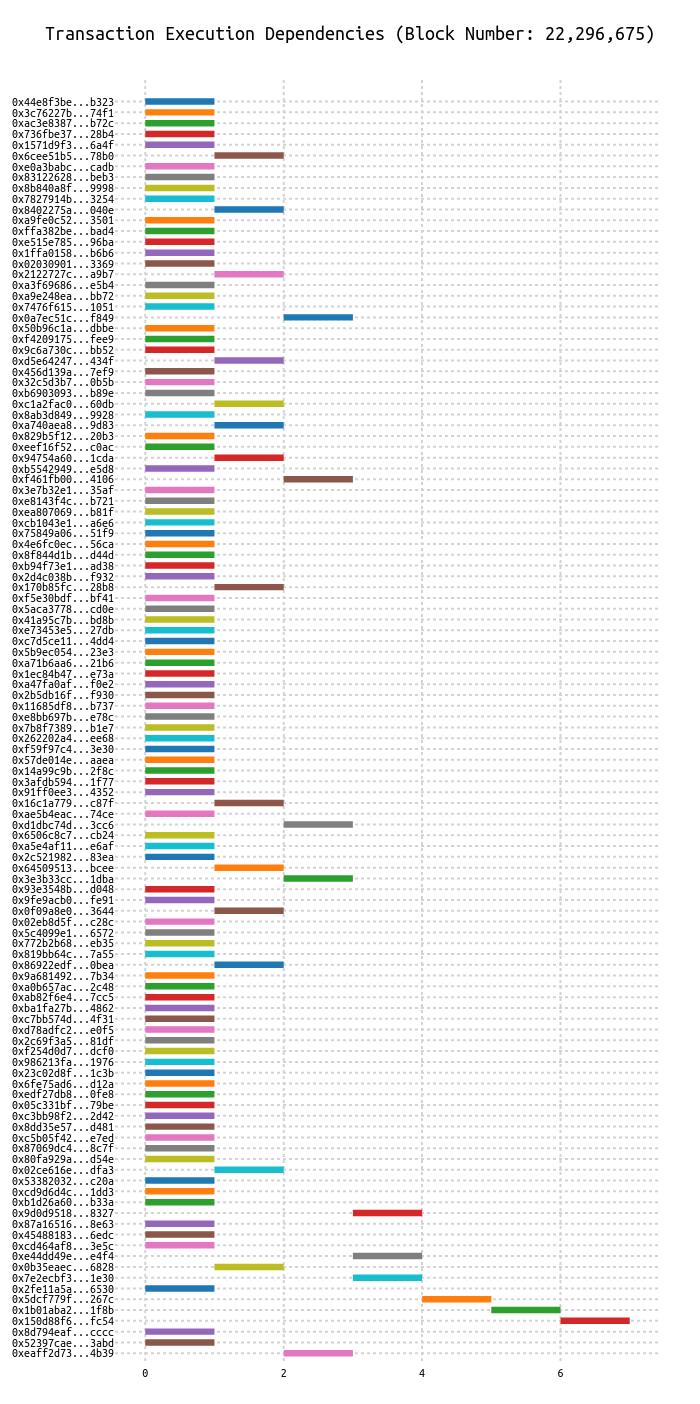 Transaction Execution Dependencies (Block Number: 22,296,675)
0x44e8f3be...b323
0x3c76227b...74f1
0xac3e8387...b72c
0x736fbe37...28b4
0x1571d9f3...6a4f
0x6cee51b5...78b0
0xe0a3babc...cadb
0x83122628...beb3
0x8b840a8f...9998
0x7827914b...3254
0x8402275a...040e
0xa9fe0c52...3501
0xffa382be...bad4
0xe515e785...96ba
0x1ffa0158...b6b6
0x02030901...3369
0x2122727c...a9b7
0xa3f69686...e5b4
0xa9e248ea...bb72
0x7476f615...1051
0x0a7ec51c...f849
0x50b96c1a...dbbe
0xf4209175...fee9
0x9c6a730c...bb52
0xd5e64247...434f
0x456d139a...7ef9
0x32c5d3b7...0b5b
0xb6903093...b89e
0xc1a2fac0...60db
0x8ab3d849...9928
0xa740aea8...9d83
0x829b5f12...20b3
0xeef16f52...c0ac
0x94754a60...1cda
0xb5542949...e5d8
0xf461fb00...4106
0x3e7b32e1...35af
0xe8143f4c...b721
0xea807069...b81f
0xcb1043e1...a6e6
0x75849a06...51f9
0x4e6fc0ec...56ca
0x8f844d1b...d44d
0xb94f73e1...ad38
0x2d4c038b...f932
0x170b85fc...28b8
0xf5e30bdf...bf41
0x5aca3778...cd0e
0x41a95c7b...bd8b
0xe73453e5...27db
0xc7d5ce11...4dd4
0x5b9ec054...23e3
0xa71b6aa6...21b6
0x1ec84b47...e73a
0xa47fa0af...f0e2
0x2b5db16f...f930
0x11685df8...b737
0xe8bb697b...e78c
0x7b8f7389...b1e7
0x262202a4...ee68
0xf59f97c4...3e30
0x57de014e...aaea
0x14a99c9b...2f8c
0x3afdb594...1f77
0x91ff0ee3...4352
0x16c1a779...c87f
0xae5b4eac...74ce
0xd1dbc74d...3cc6
0x6506c8c7...cb24
0xa5e4af11...e6af
0x2c521982...83ea
0x64509513...bcee
0x3e3b33cc...1dba
0x93e3548b...d048
0x9fe9acb0...fe91
0x0f09a8e0...3644
0x02eb8d5f...c28c
0x5c4099e1...6572
0x772b2b68...eb35
0x819bb64c...7a55
0x86922edf...0bea
0x9a681492...7b34
0xa0b657ac...2c48
0xab82f6e4...7cc5
0xba1fa27b...4862
0xc7bb574d...4f31
0xd78adfc2...e0f5
0x2c69f3a5...81df
0xf254d0d7...dcf0
0x986213fa...1976
0x23c02d8f...1c3b
0x6fe75ad6...d12a
0xedf27db8...0fe8
0x05c331bf...79be
0xc3bb98f2...2d42
0x8dd35e57...d481
0xc5b05f42...e7ed
0x87069dc4...8c7f
0x80fa929a...d54e
0x02ce616e...dfa3
0x53382032...c20a
0xcd9d6d4c...1dd3
0xb1d26a60...b33a
0x9d0d9518...8327
0x87a16516...8e63
0x45488183...6edc
0xcd464af8...3e5c
0xe44dd49e...e4f4
0x0b35eaec...6828
0x7e2ecbf3...1e30
0x2fe11a5a...6530
0x5dcf779f...267c
0x1b01aba2...1f8b
0x150d88f6...fc54
0x8d794eaf...cccc
0x52397cae...3abd
0xeaff2d73...4b39
0 2 4 6